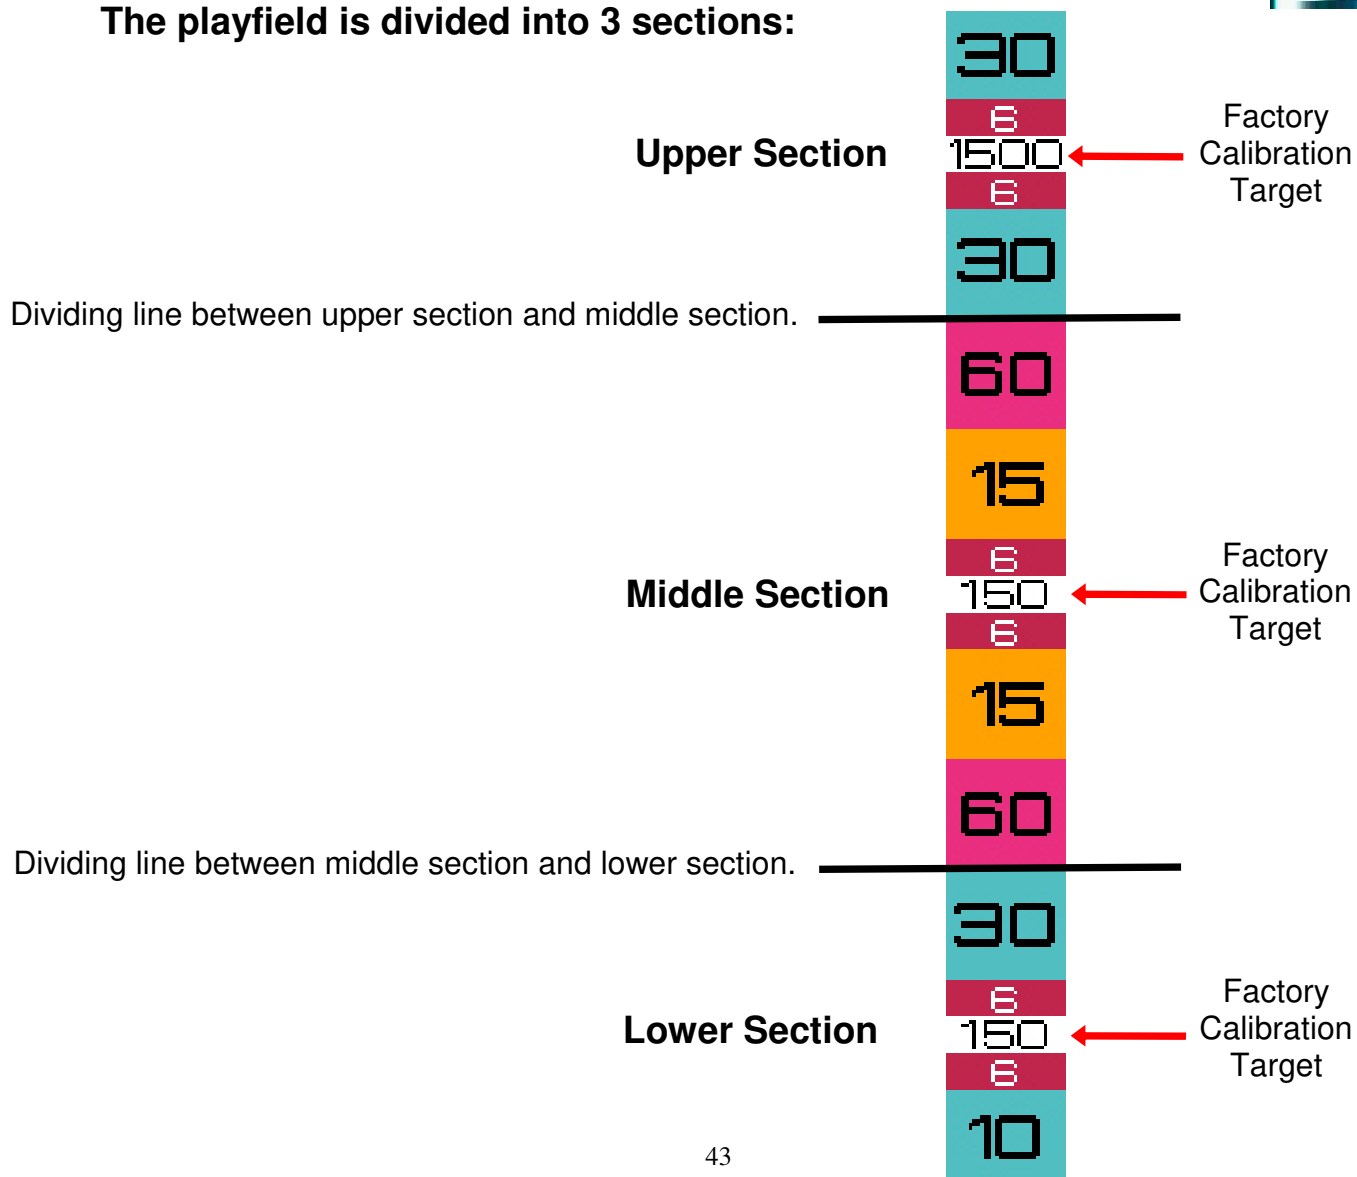 The playfield is divided into 3 sections:
30
6
Upper Section
1500
Factory
Calibration
Target
6
30
Dividing line between upper section and middle section.
60
15
6
Middle Section
150
Factory
Calibration
Target
6
15
60
Dividing line between middle section and lower section.
30
6
Lower Section
150
Factory
Calibration
Target
6
10
43